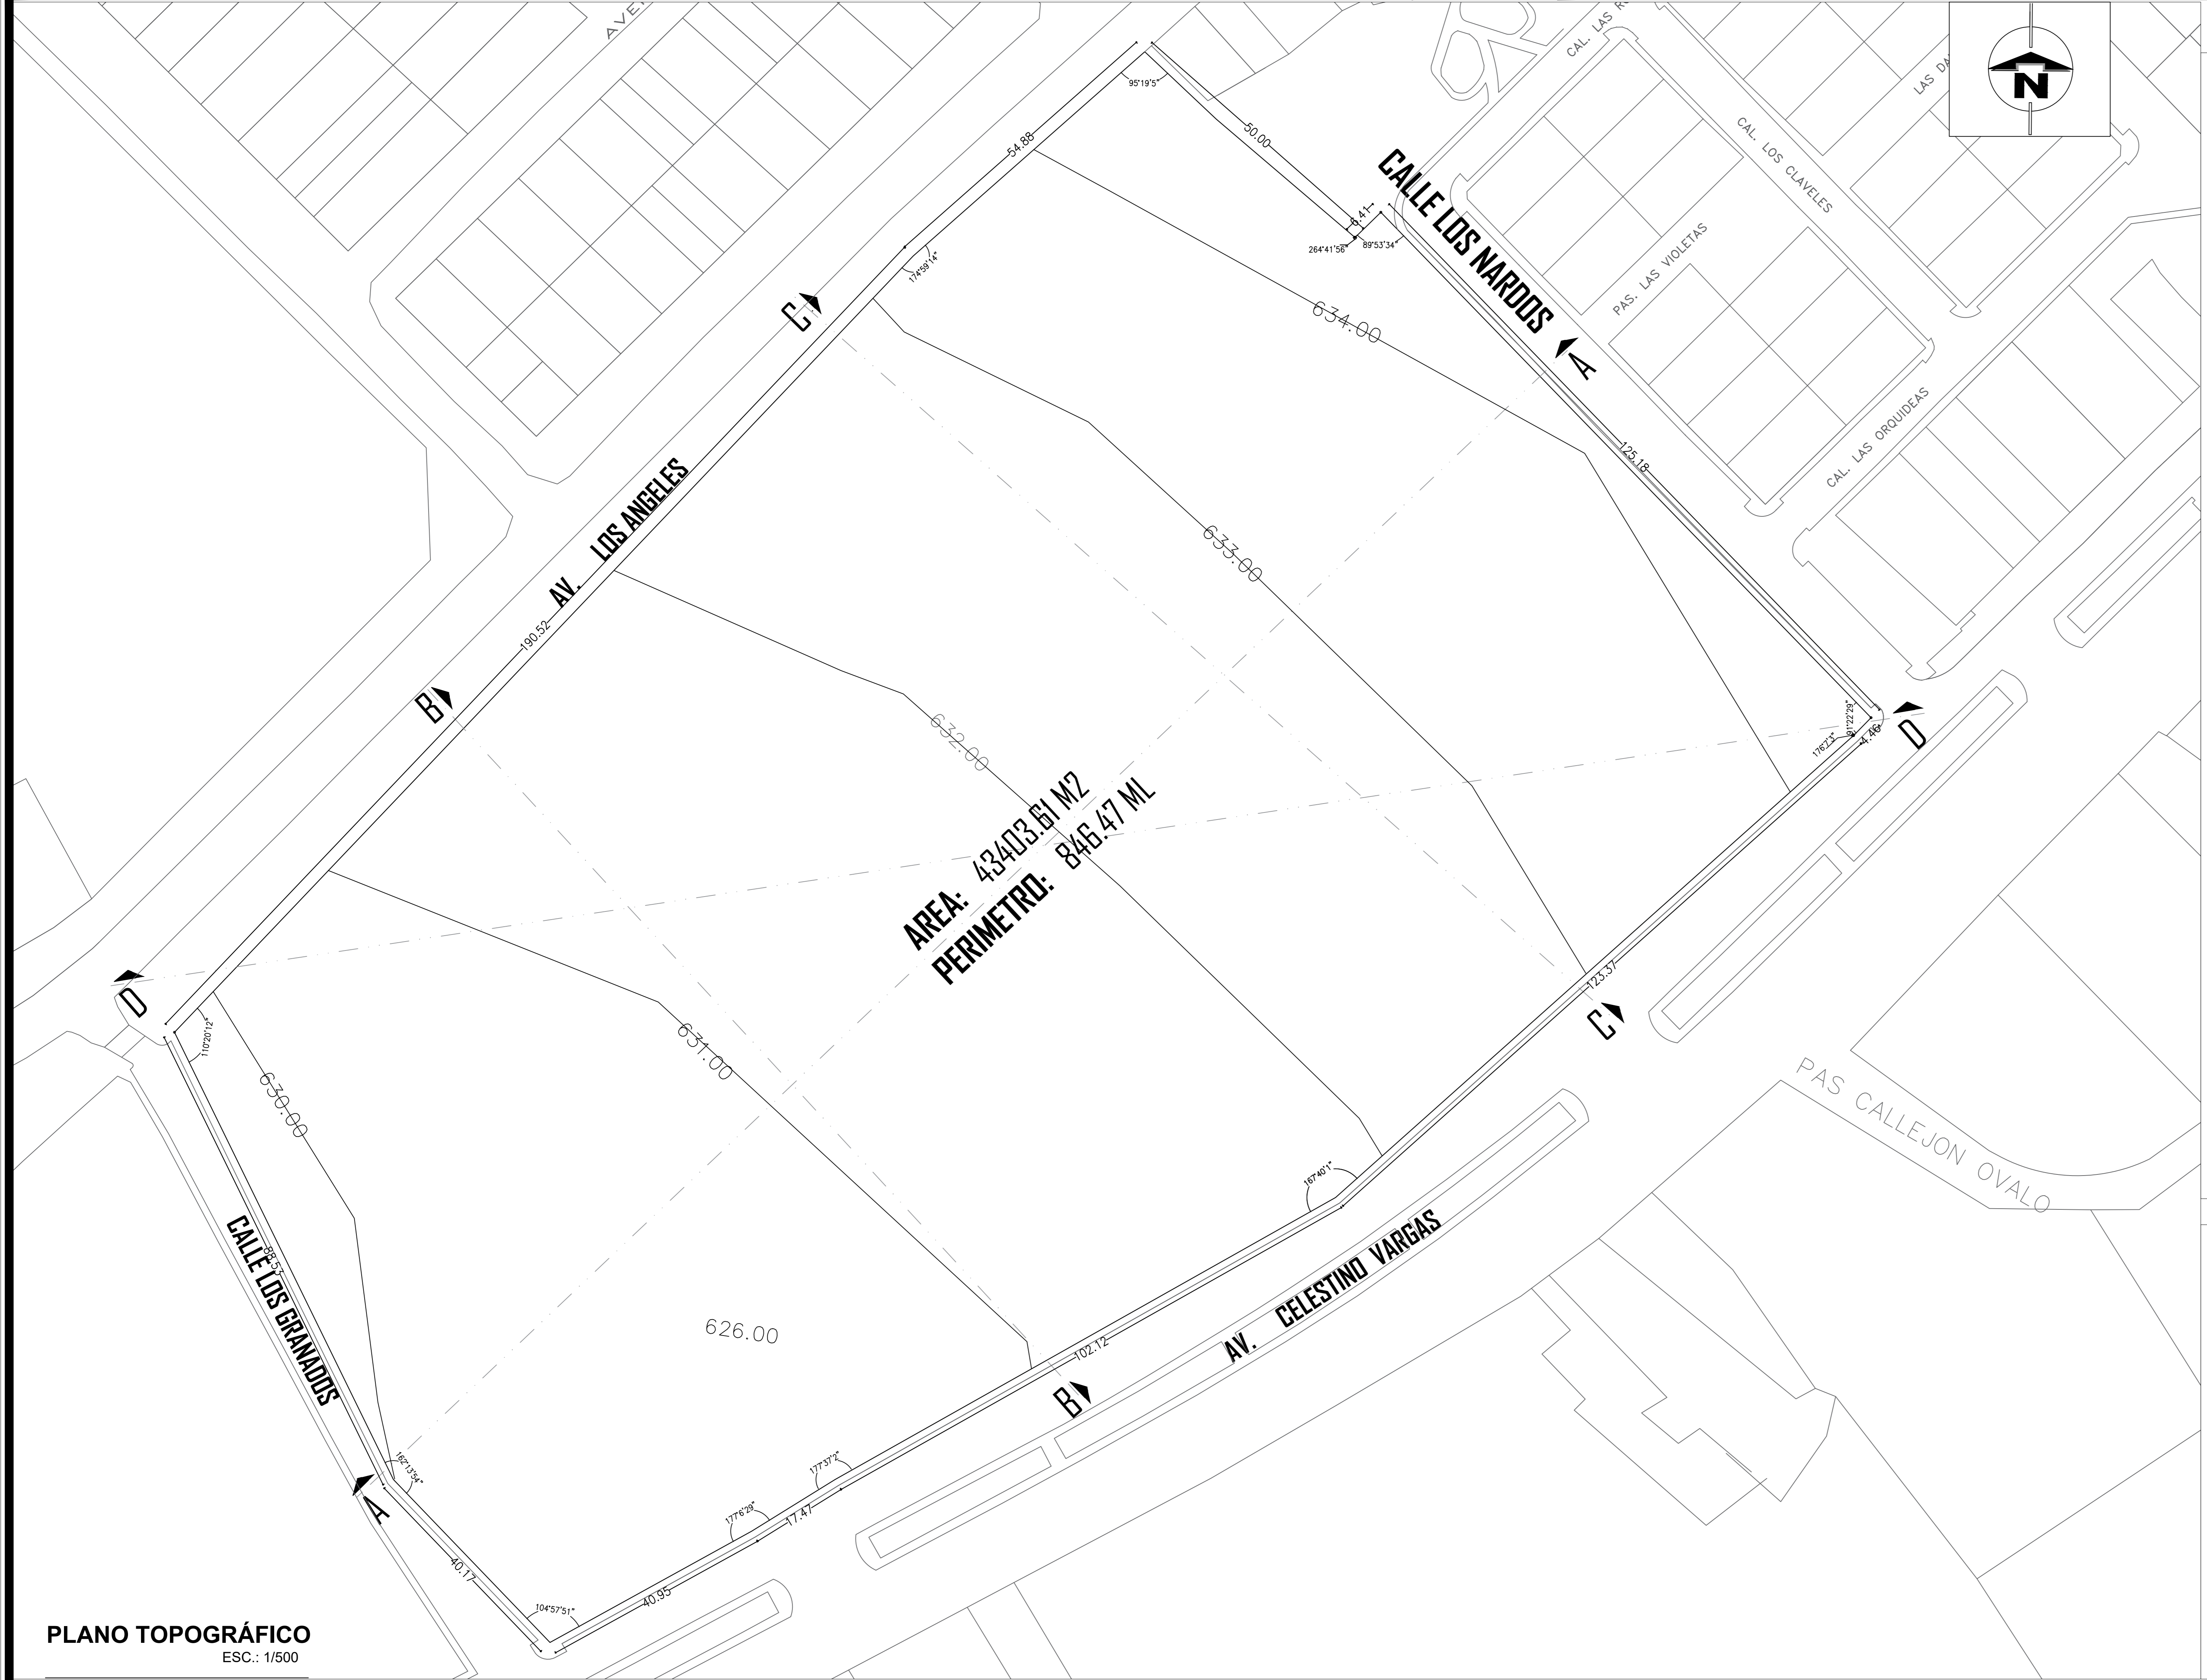 CAL. LAS
LAS
N
CAL. LOS CLAVELES
95°19'5"
50.00
54.88
6.41
264°41'56"
89°53'34"
CALLE LOS NARDOS
PAS. LAS VIOLETAS
174°59'14"
C
634.00
A
125.18
CAL. LAS ORQUIDEAS
AV. LOS ANGELES
633.00
190.52
B
632.00
91°22'29"
176°7'3"
4.46
D
AREA: 43403.61 M2
PERIMETRO: 846.47 ML
D
110°20'12"
123.37
C
631.00
630.00
PAS CALLEJON OVALO
167°40'1"
CALLE LOS GRANADOS
88.53
626.00
AV. CELESTINO VARGAS
102.12
B
162°13'54"
A
177°37'2"
177°6'29"
17.47
40.17
40.95
104°57'51"
PLANO TOPOGRÁFICO
ESC.: 1/500